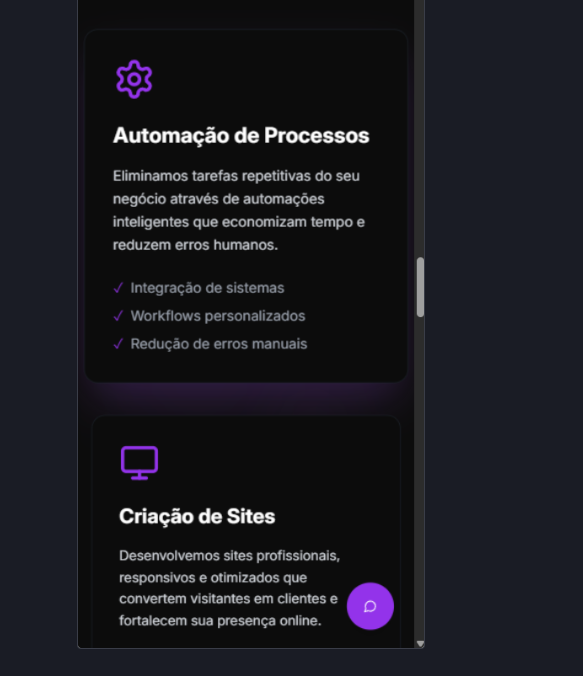 Automação de Processos
Eliminamos tarefas repetitivas do seu
negócio através de automações
inteligentes que economizam tempo e
reduzem erros humanos.
✓ Integração de sistemas
✓ Workflows personalizados
✓ Redução de erros manuais
Criação de Sites
Desenvolvemos sites profissionais,
responsivos e otimizados que
convertem visitantes em clientes e
fortalecem sua presença online.